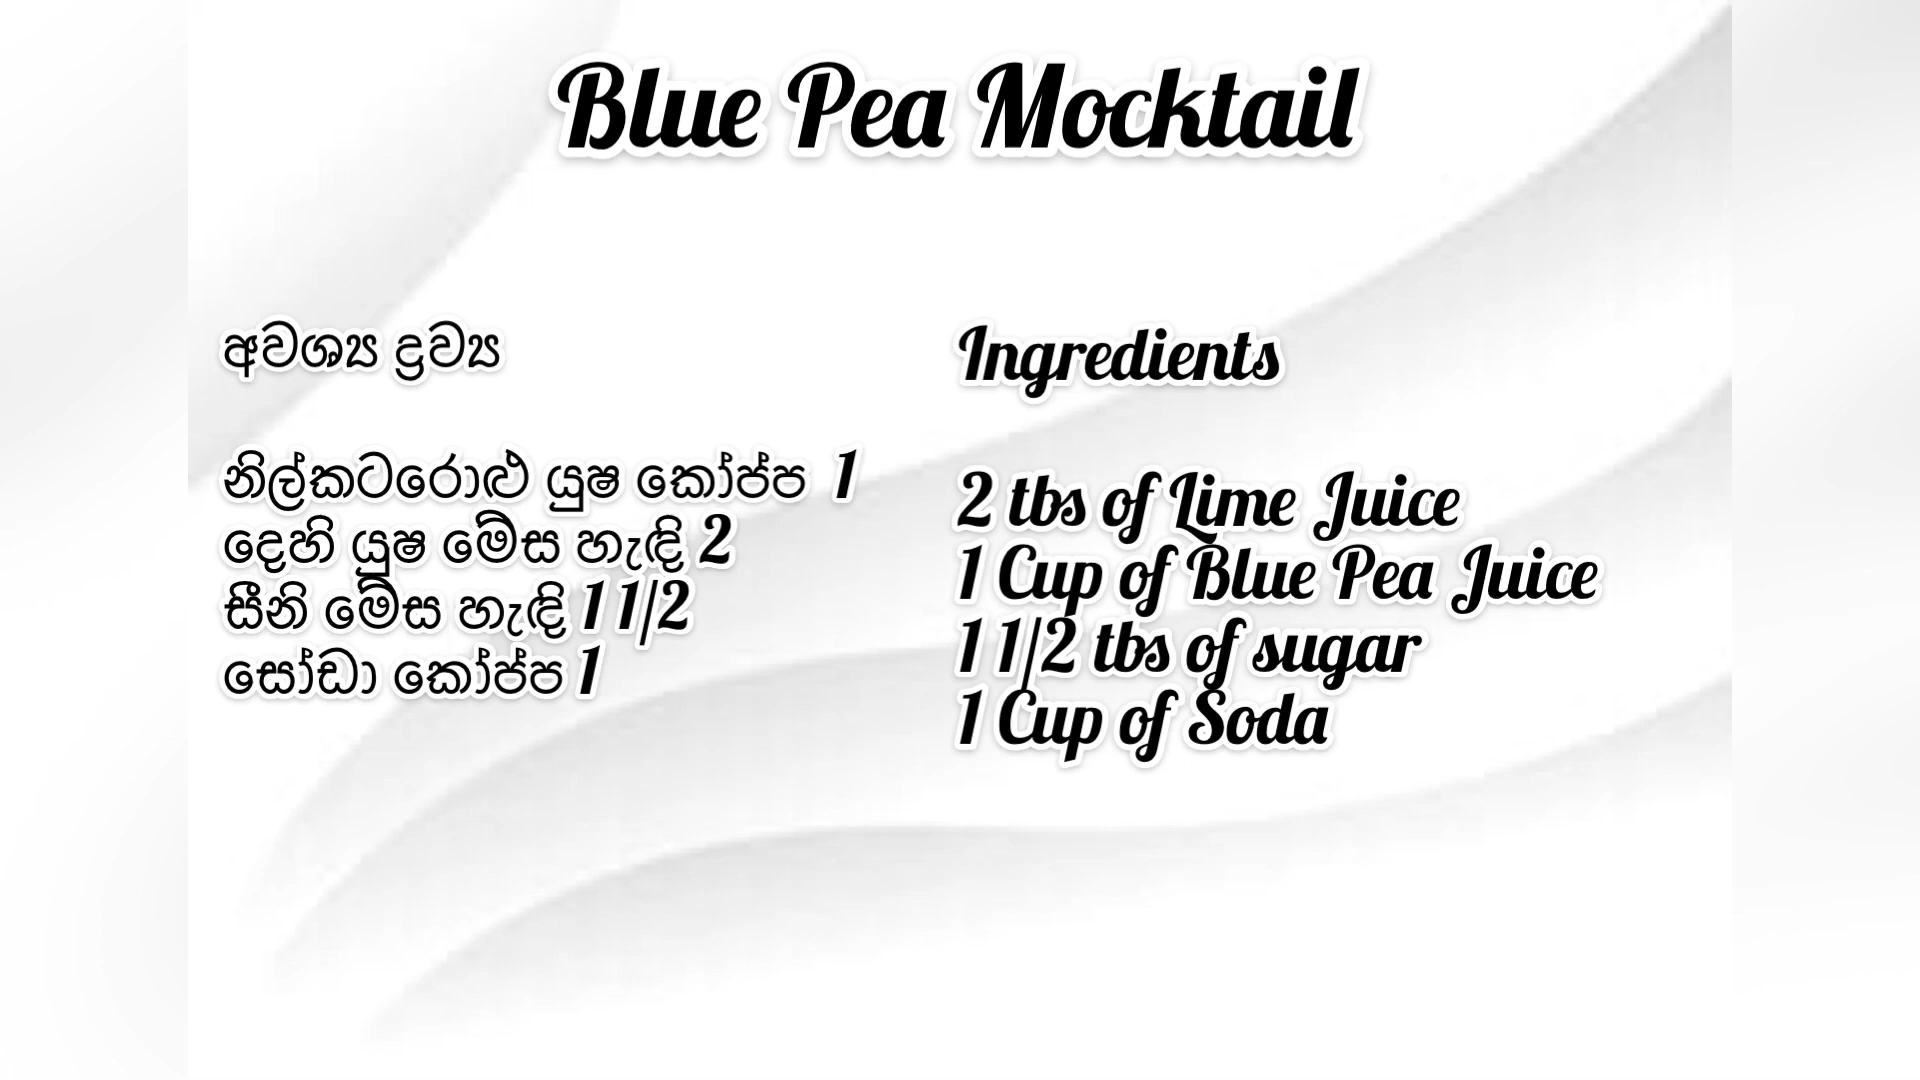 Blue Pea Mocktail
අවශ්‍ය ද්‍රව්‍ය
නිල්කටරොළු යුෂ කෝප්ප 1
දෙහි යුෂ මේස හැඳි 2
සීනි මේස හැඳි 1 1/2
සෝඩා කෝප්ප 1
Ingredients
2 tbs of Lime Juice
1 Cup of Blue Pea Juice
1 1/2 tbs of sugar
1 Cup of Soda